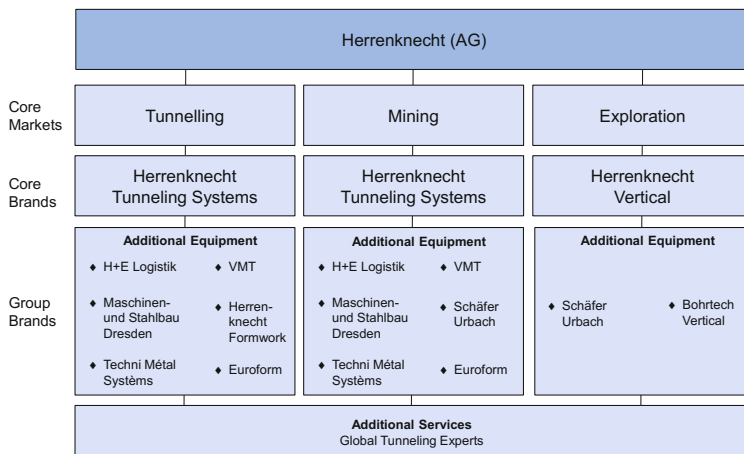 Herrenknecht (AG)
Core
Markets
Tunnelling
Mining
Exploration
Core
Brands
Herrenknecht
Tunneling Systems
Herrenknecht
Tunneling Systems
Herrenknecht
Vertical
Group
Brands
Additional Equipment
♦ H+E Logistik
♦ Maschinen-
und Stahlbau
Dresden
♦ Techni Métal
Systèms
♦ VMT
♦ Herren-
knecht
Formwork
♦ Euroform
Additional Equipment
♦ H+E Logistik
♦ Maschinen-
und Stahlbau
Dresden
♦ Techni Métal
Systèms
♦ VMT
♦ Schäfer
Urbach
♦ Euroform
Additional Equipment
♦ Schäfer
Urbach
♦ Bohrtech
Vertical
Additional Services
Global Tunneling Experts